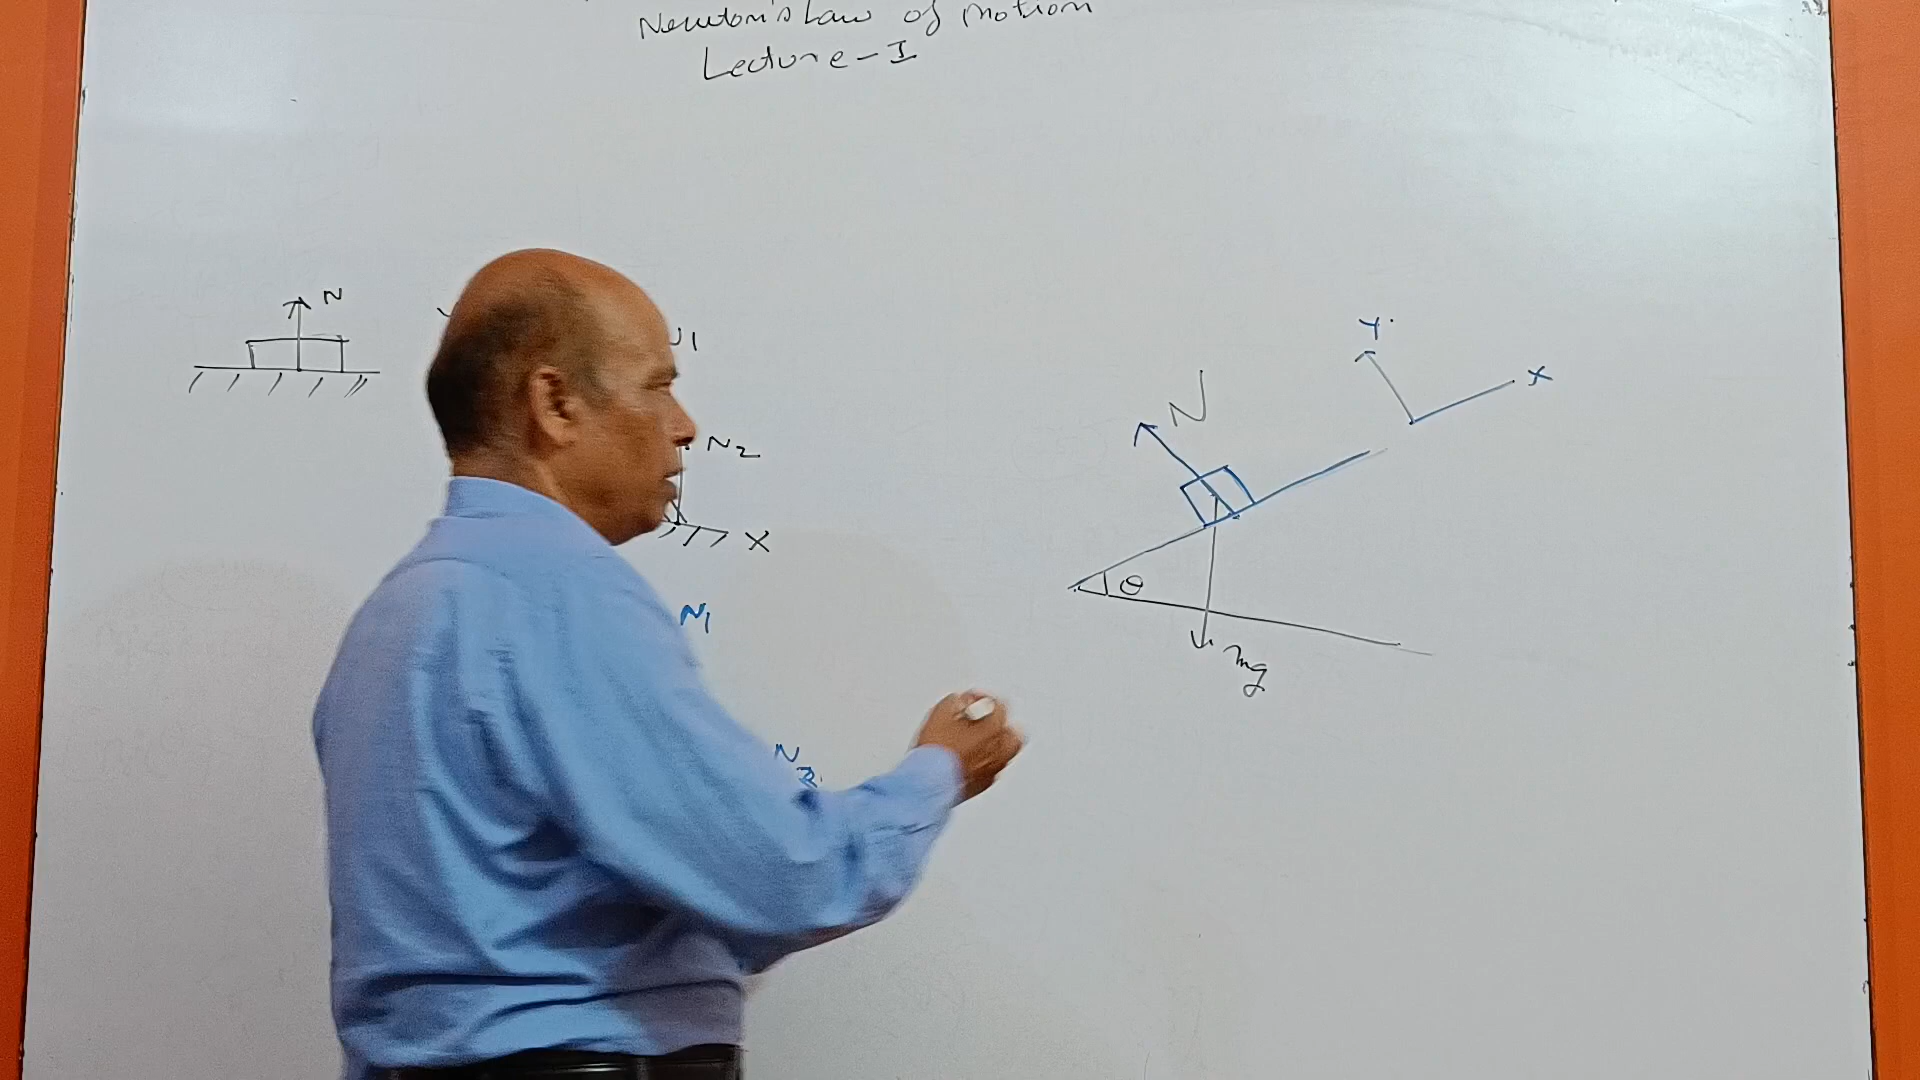 Newton's Law of Motion
Lecture - I
N
N2
X
N1
N
θ
mg
Y
X